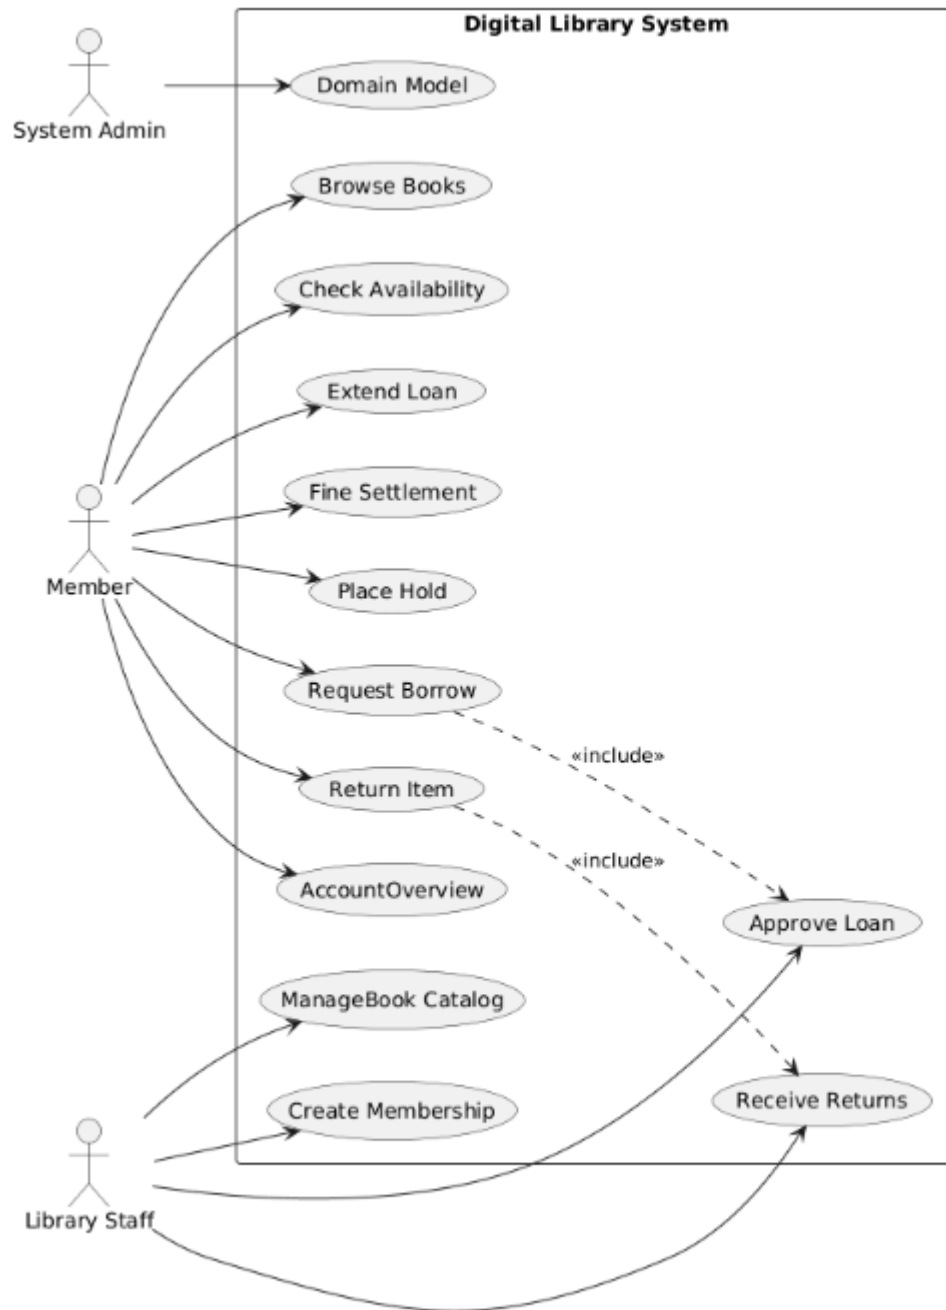 Digital Library System
System Admin
Domain Model
Browse Books
Check Availability
Extend Loan
Fine Settlement
Member
Place Hold
Request Borrow
«include»
Return Item
«include»
AccountOverview
Approve Loan
ManageBook Catalog
Create Membership
Receive Returns
Library Staff